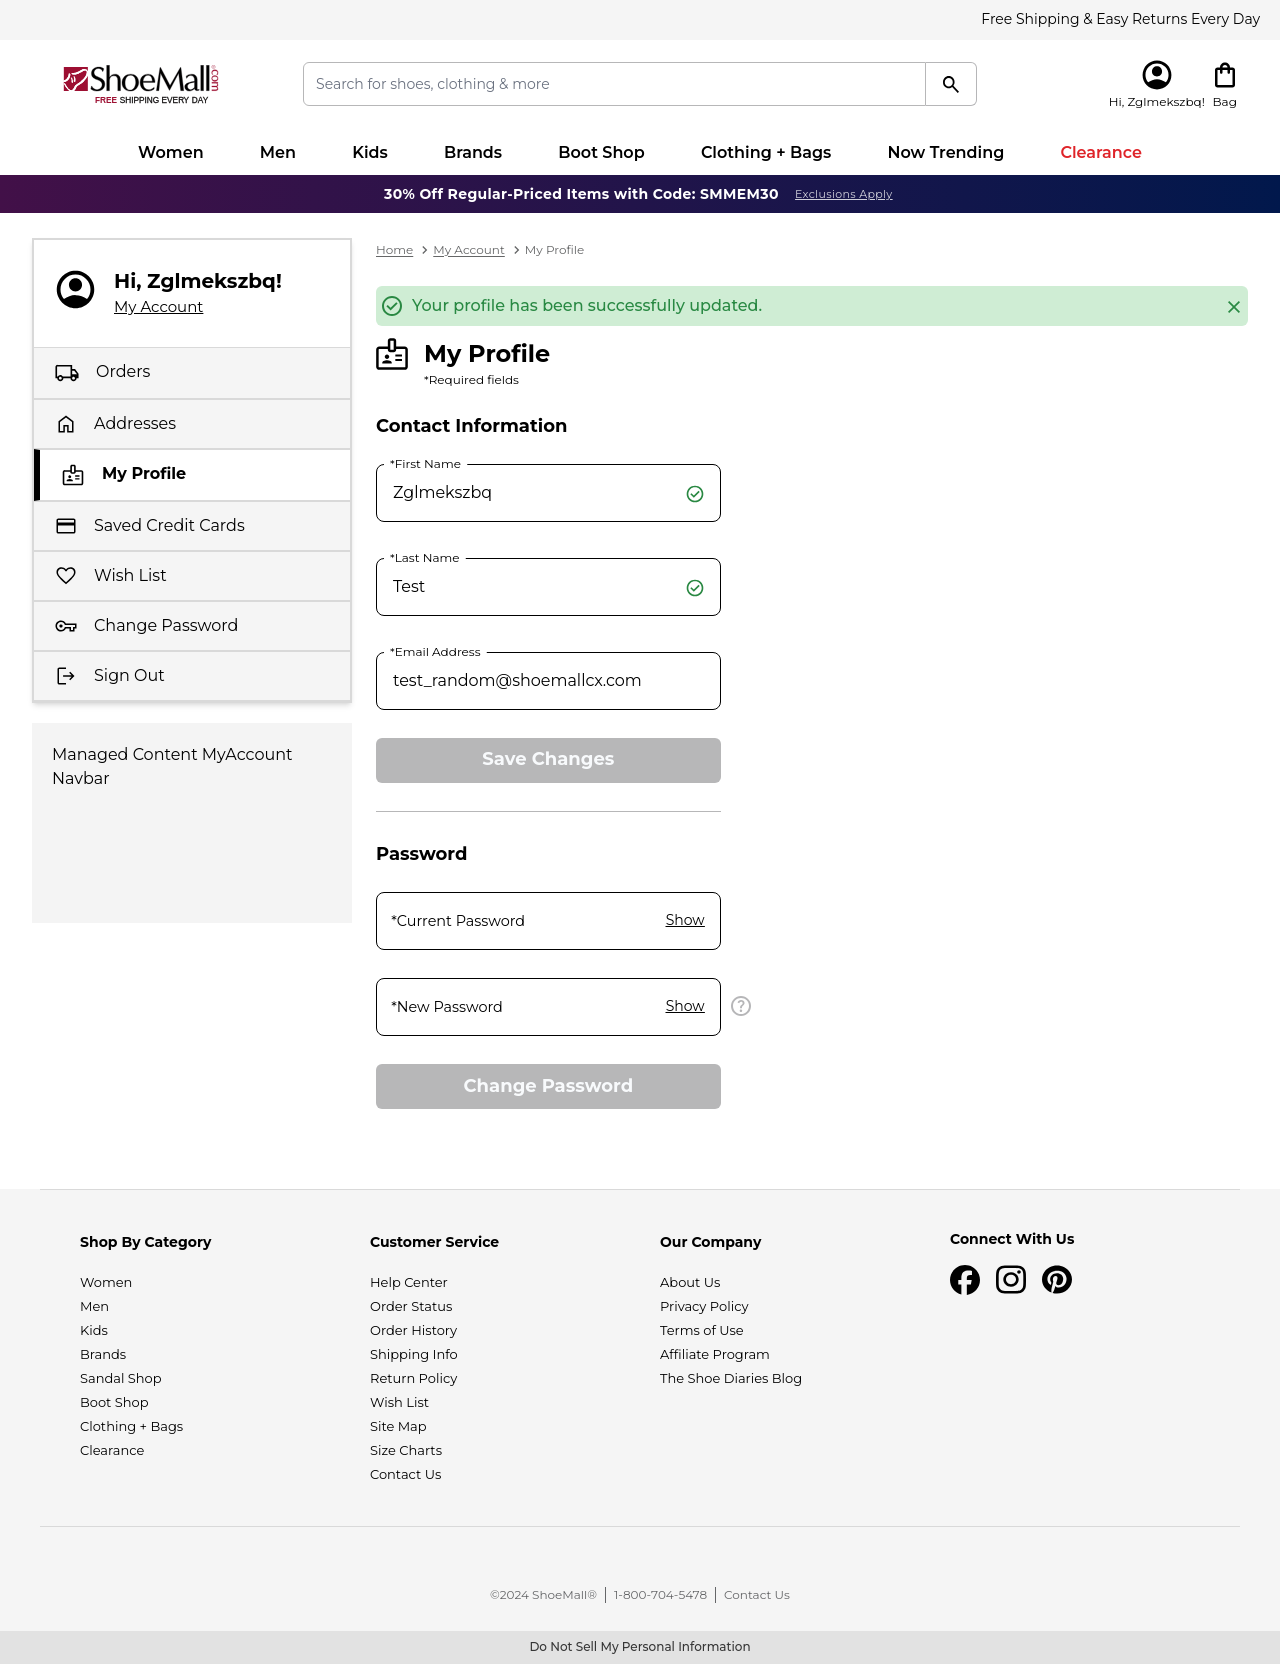 Free Shipping & Easy Returns Every Day
ShoeMall.com
FREE SHIPPING EVERY DAY
Search for shoes, clothing & more
Hi, Zglmekszbq! Bag
Women Men Kids Brands Boot Shop Clothing + Bags Now Trending Clearance
30% Off Regular-Priced Items with Code: SMMEM30 Exclusions Apply
Hi, Zglmekszbq!
My Account
Orders
Addresses
My Profile
Saved Credit Cards
Wish List
Change Password
Sign Out
Managed Content MyAccount
Navbar
Home My Account My Profile
Your profile has been successfully updated.
My Profile
*Required fields
Contact Information
*First Name
Zglmekszbq
*Last Name
Test
*Email Address
test_random@shoemallcx.com
Save Changes
Password
*Current Password Show
*New Password Show
Change Password
Shop By Category
Women
Men
Kids
Brands
Sandal Shop
Boot Shop
Clothing + Bags
Clearance
Customer Service
Help Center
Order Status
Order History
Shipping Info
Return Policy
Wish List
Site Map
Size Charts
Contact Us
Our Company
About Us
Privacy Policy
Terms of Use
Affiliate Program
The Shoe Diaries Blog
Connect With Us
©2024 ShoeMall® 1-800-704-5478 Contact Us
Do Not Sell My Personal Information